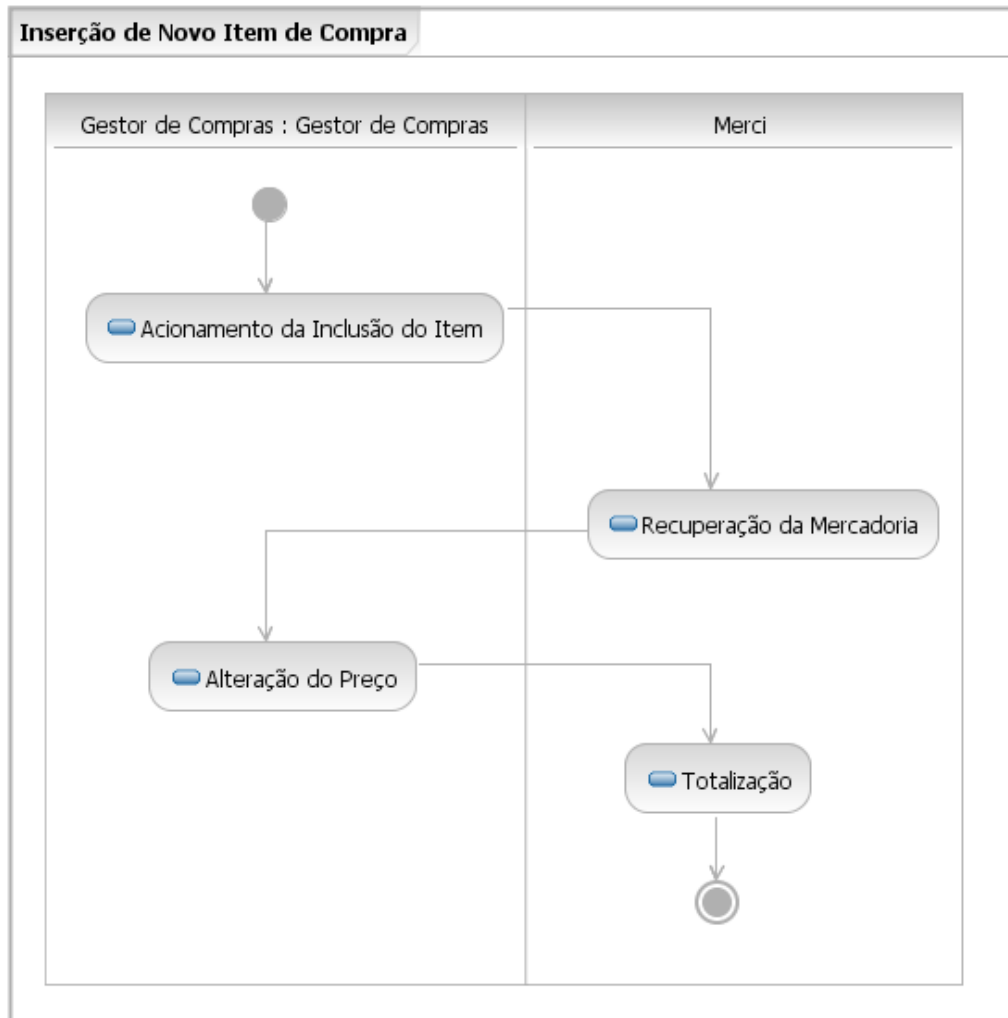 Inserção de Novo Item de Compra
Gestor de Compras : Gestor de Compras
Merci
Acionamento da Inclusão do Item
Recuperação da Mercadoria
Alteração do Preço
Totalização